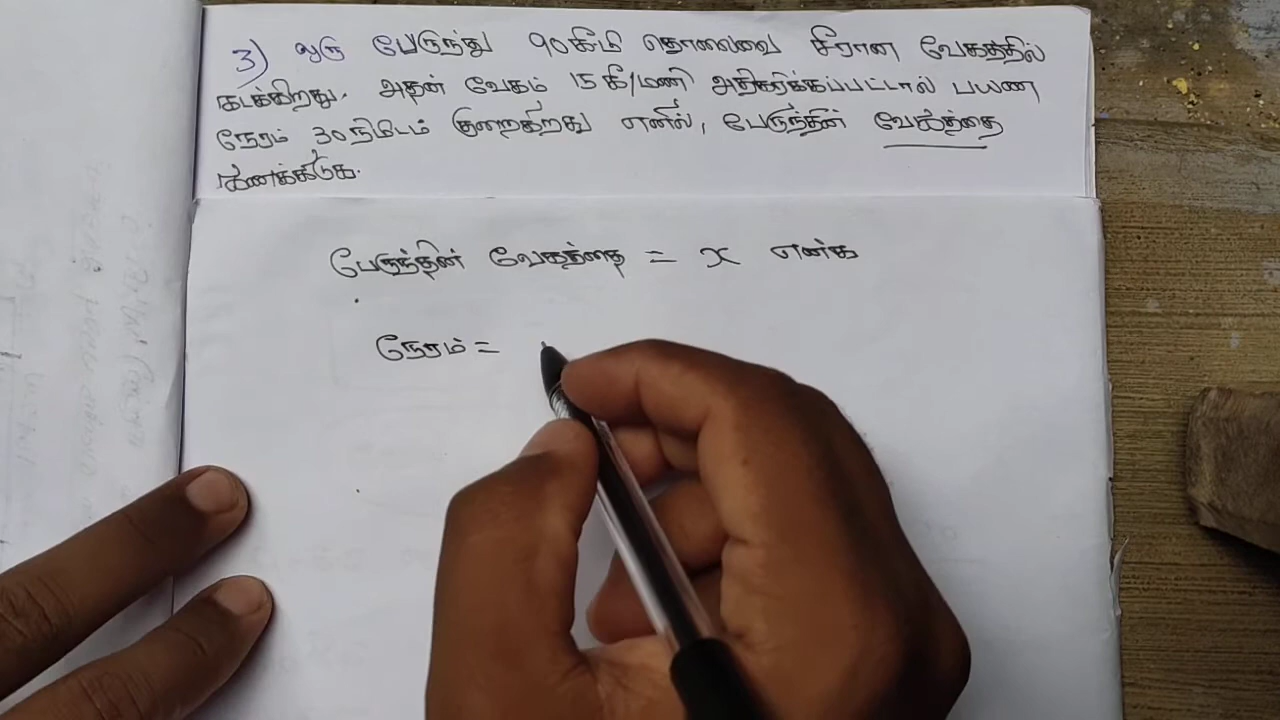 3) ஒரு பேருந்து 90கீமி தொலைவை சீரான வேகத்தில்
கடக்கிறது. அதன் வேகம் 15 கீ/மணி அதிகரிக்கப்பட்டால் பயண
நேரம் 30நிமிடம் குறைகிறது எனில், பேருந்தின் வேகத்தை
கணக்கிடுக.
பேருந்தின் வேகத்தை = x என்க
நேரம் =